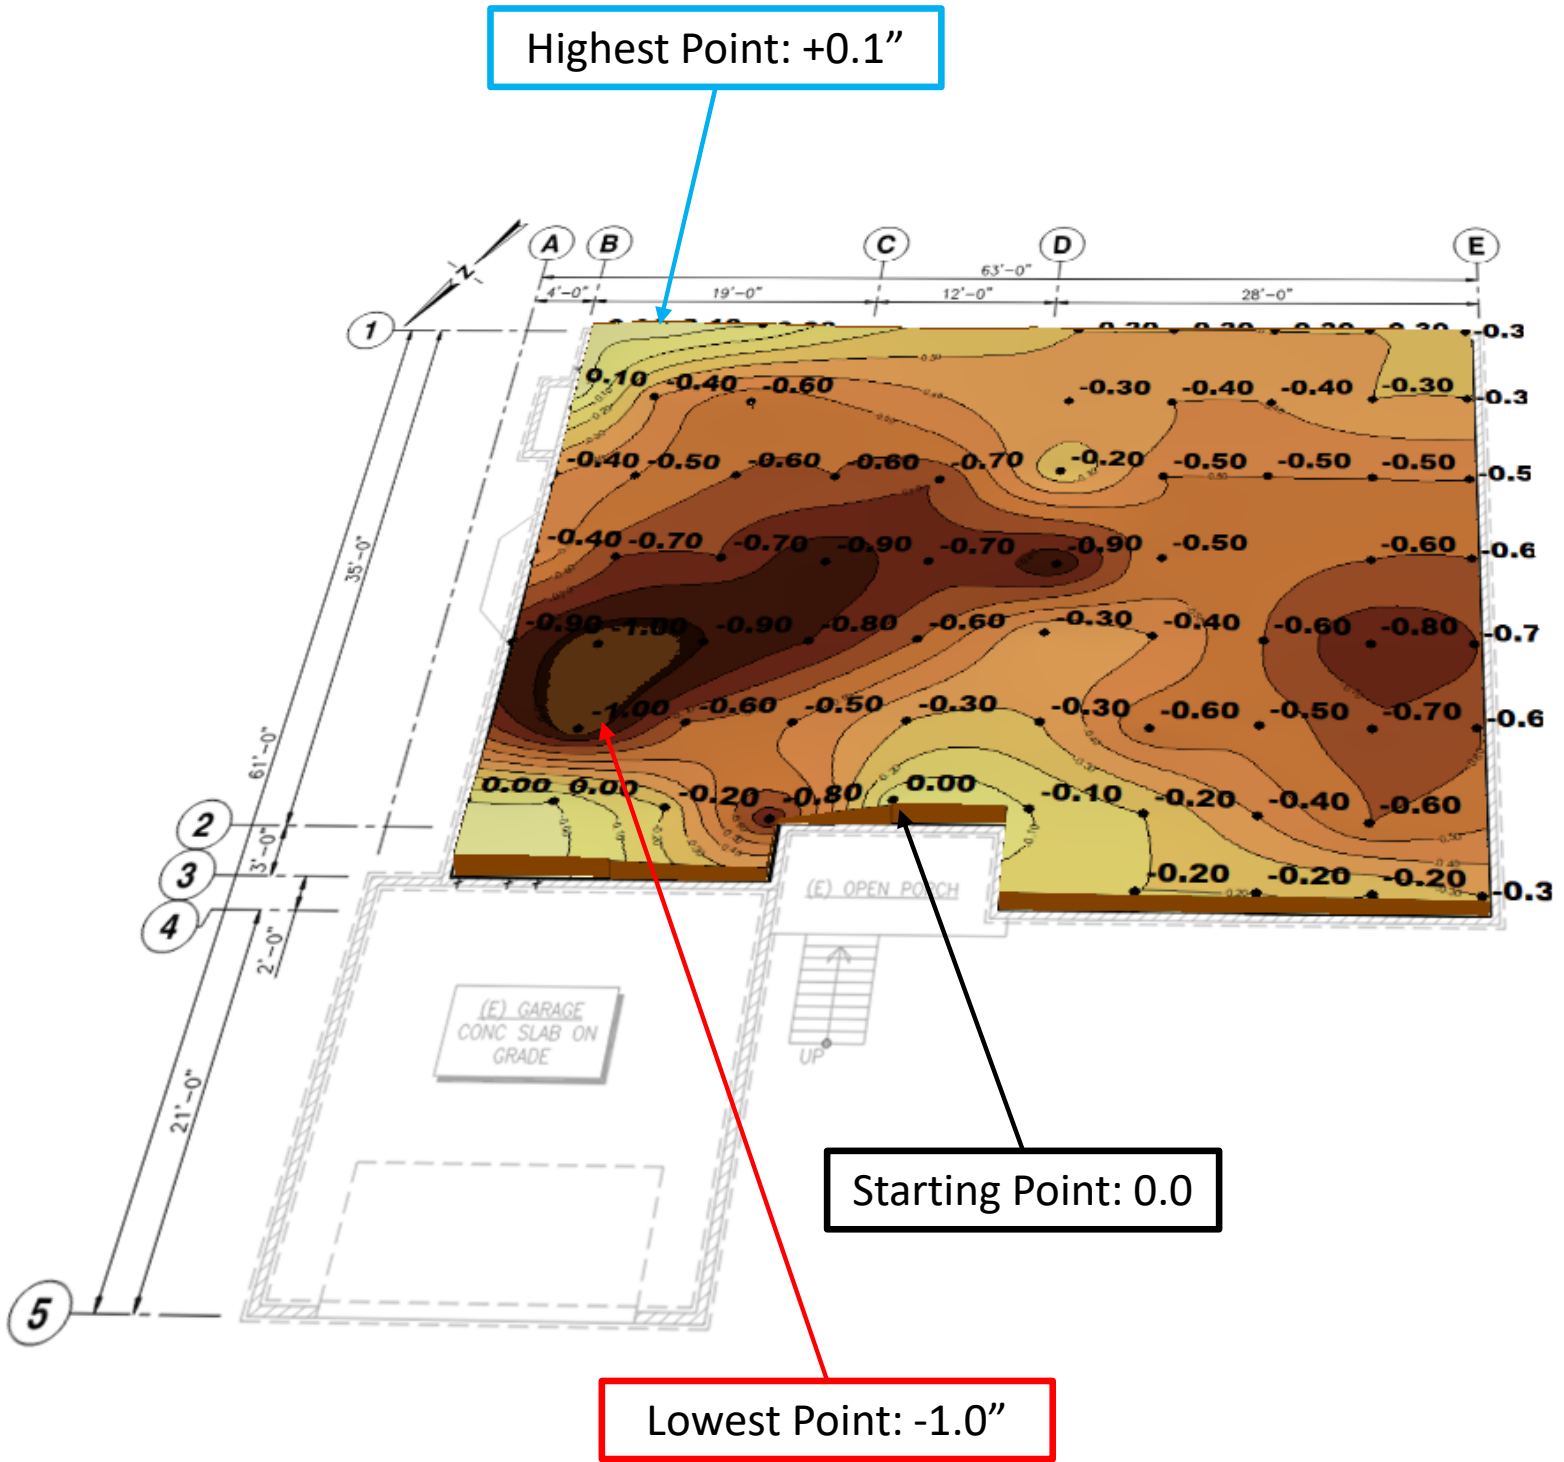 Highest Point: +0.1”
A B C D E
63'-0"
4'-0" 19'-0" 12'-0" 28'-0"
N
1
-0.3
0.10 -0.40 -0.60 -0.30 -0.40 -0.40 -0.30 -0.3
-0.40 -0.50 -0.60 -0.60 -0.70 -0.20 -0.50 -0.50 -0.50 -0.5
-0.40 -0.70 -0.70 -0.90 -0.70 -0.90 -0.50 -0.60 -0.6
35'-0"
-0.90 -1.00 -0.90 -0.80 -0.60 -0.30 -0.40 -0.60 -0.80 -0.7
-1.00 -0.60 -0.50 -0.30 -0.30 -0.60 -0.50 -0.70 -0.6
61'-0"
0.00 0.00 -0.20 -0.80 0.00 -0.10 -0.20 -0.40 -0.60
2
3'-0"
3
-0.20 -0.20 -0.20 -0.3
(E) OPEN PORCH
4
2'-0"
(E) GARAGE
CONC SLAB ON
GRADE
UP
21'-0"
Starting Point: 0.0
5
Lowest Point: -1.0”